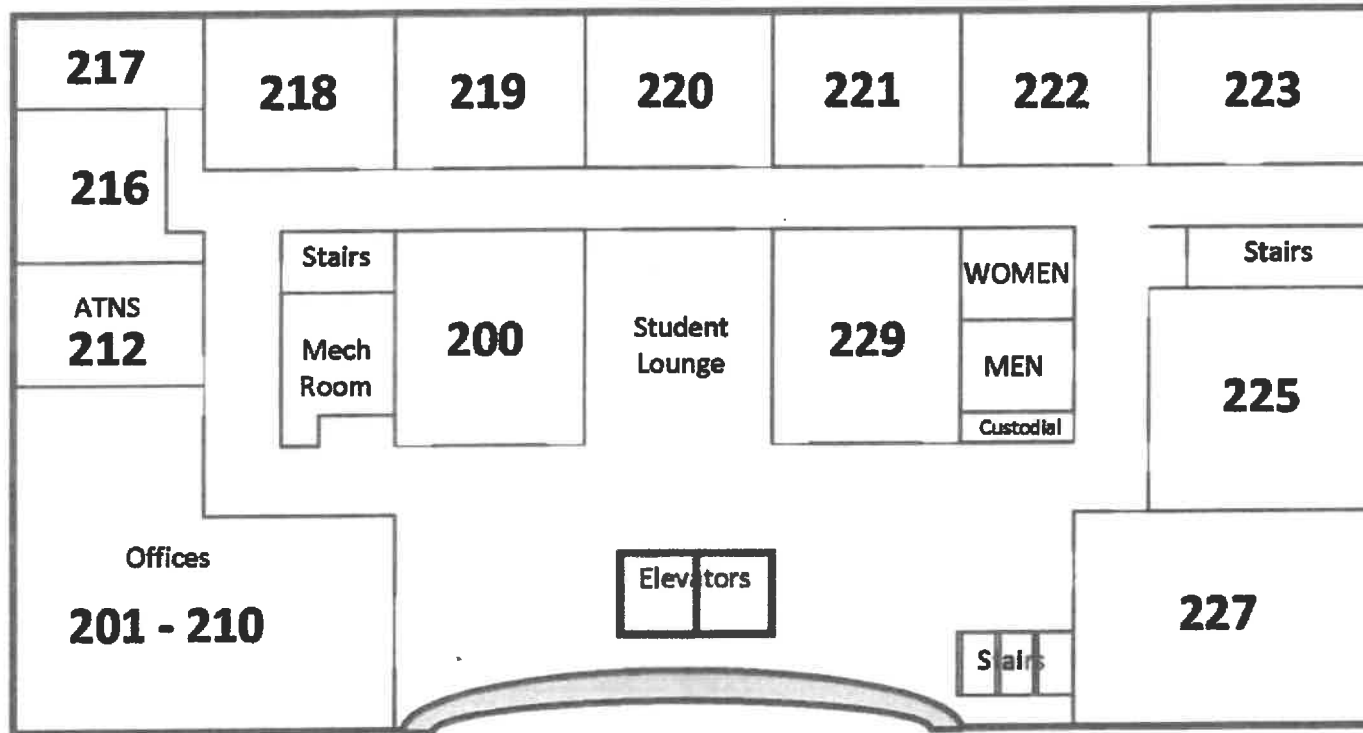 217
218
219
220
221
222
223
216
Stairs
WOMEN
Stairs
ATNS
212
Mech
Room
200
Student
Lounge
229
MEN
225
Custodial
Offices
201 - 210
Elevators
227
Stairs